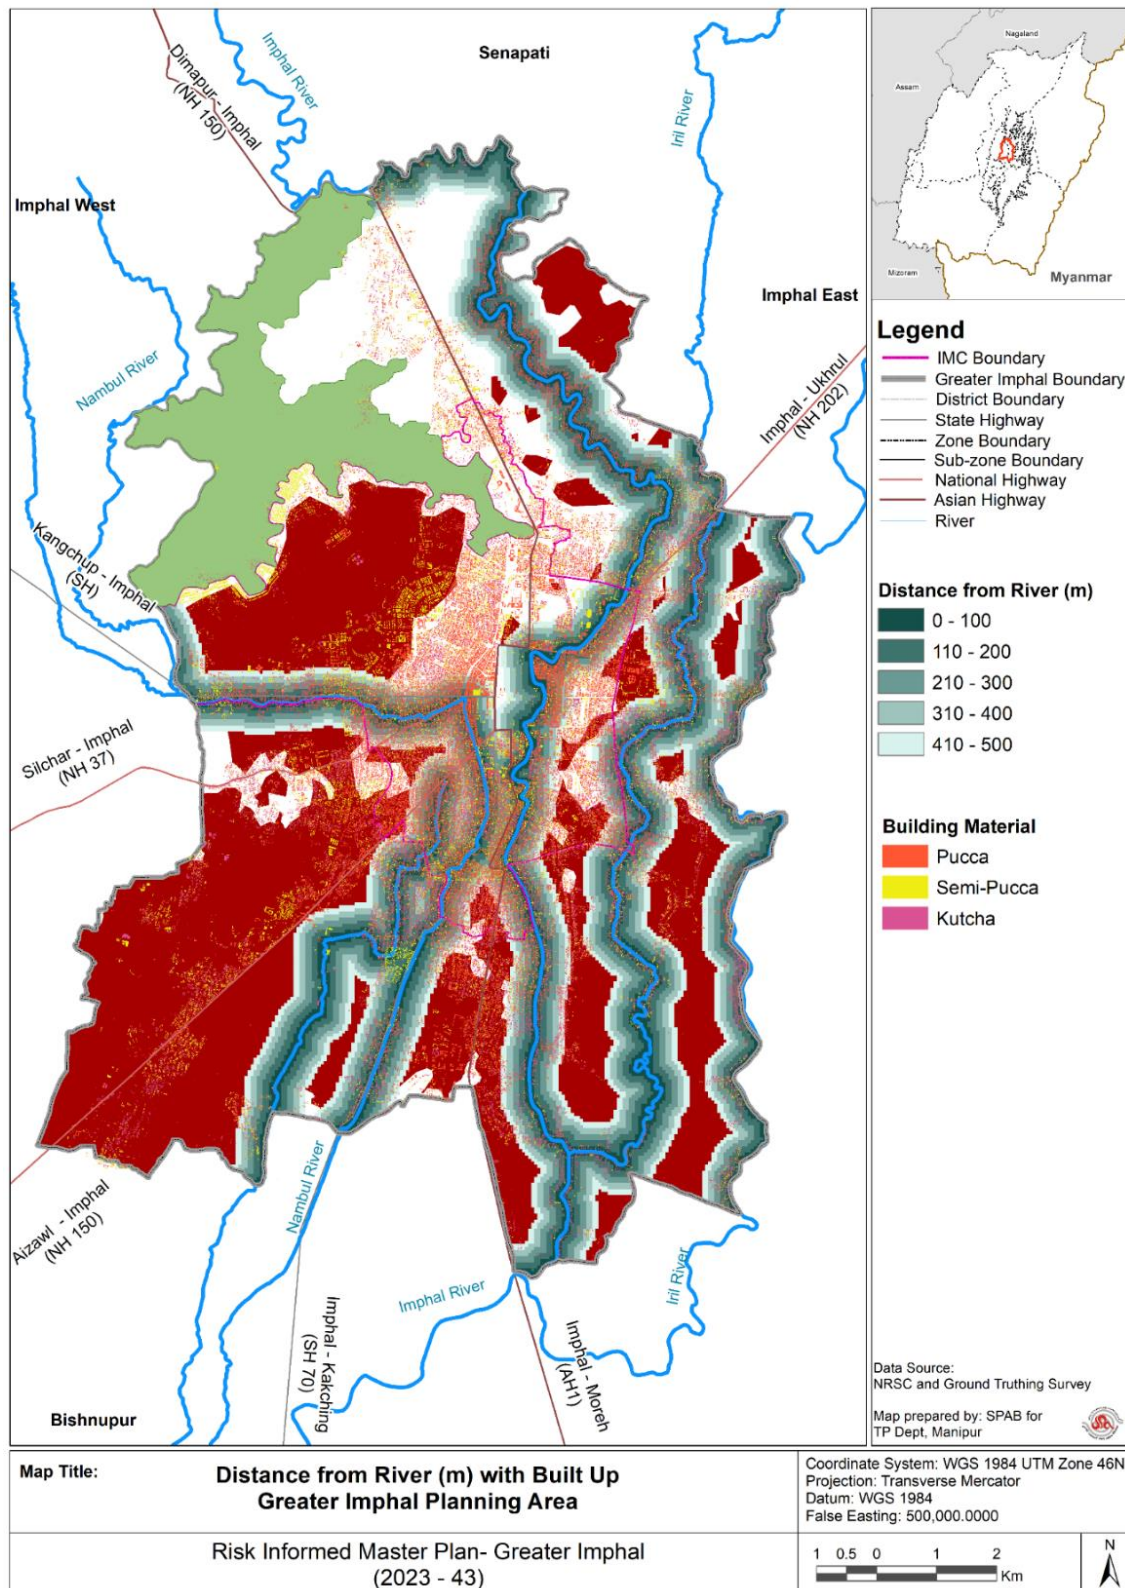 Senapati
Imphal River
Dimapur - Imphal
(NH 150)
Iril River
Imphal West
Imphal East
Nambul River
Imphal - Ukhrul
(NH 202)
Kangchup - Imphal
(SH)
Silchar - Imphal
(NH 37)
Aizawl - Imphal
(NH 150)
Nambul River
Imphal River
Iril River
Imphal - Kakching
(SH 70)
Imphal - Moreh
(AH1)
Bishnupur
Nagaland
Assam
Mizoram
Myanmar
Legend
IMC Boundary
Greater Imphal Boundary
District Boundary
State Highway
Zone Boundary
Sub-zone Boundary
National Highway
Asian Highway
River
Distance from River (m)
0 - 100
110 - 200
210 - 300
310 - 400
410 - 500
Building Material
Pucca
Semi-Pucca
Kutcha
Data Source:
NRSC and Ground Truthing Survey
Map prepared by: SPAB for
TP Dept, Manipur
Map Title:
Distance from River (m) with Built Up
Greater Imphal Planning Area
Risk Informed Master Plan- Greater Imphal
(2023 - 43)
Coordinate System: WGS 1984 UTM Zone 46N
Projection: Transverse Mercator
Datum: WGS 1984
False Easting: 500,000.0000
1 0.5 0 1 2
Km
N